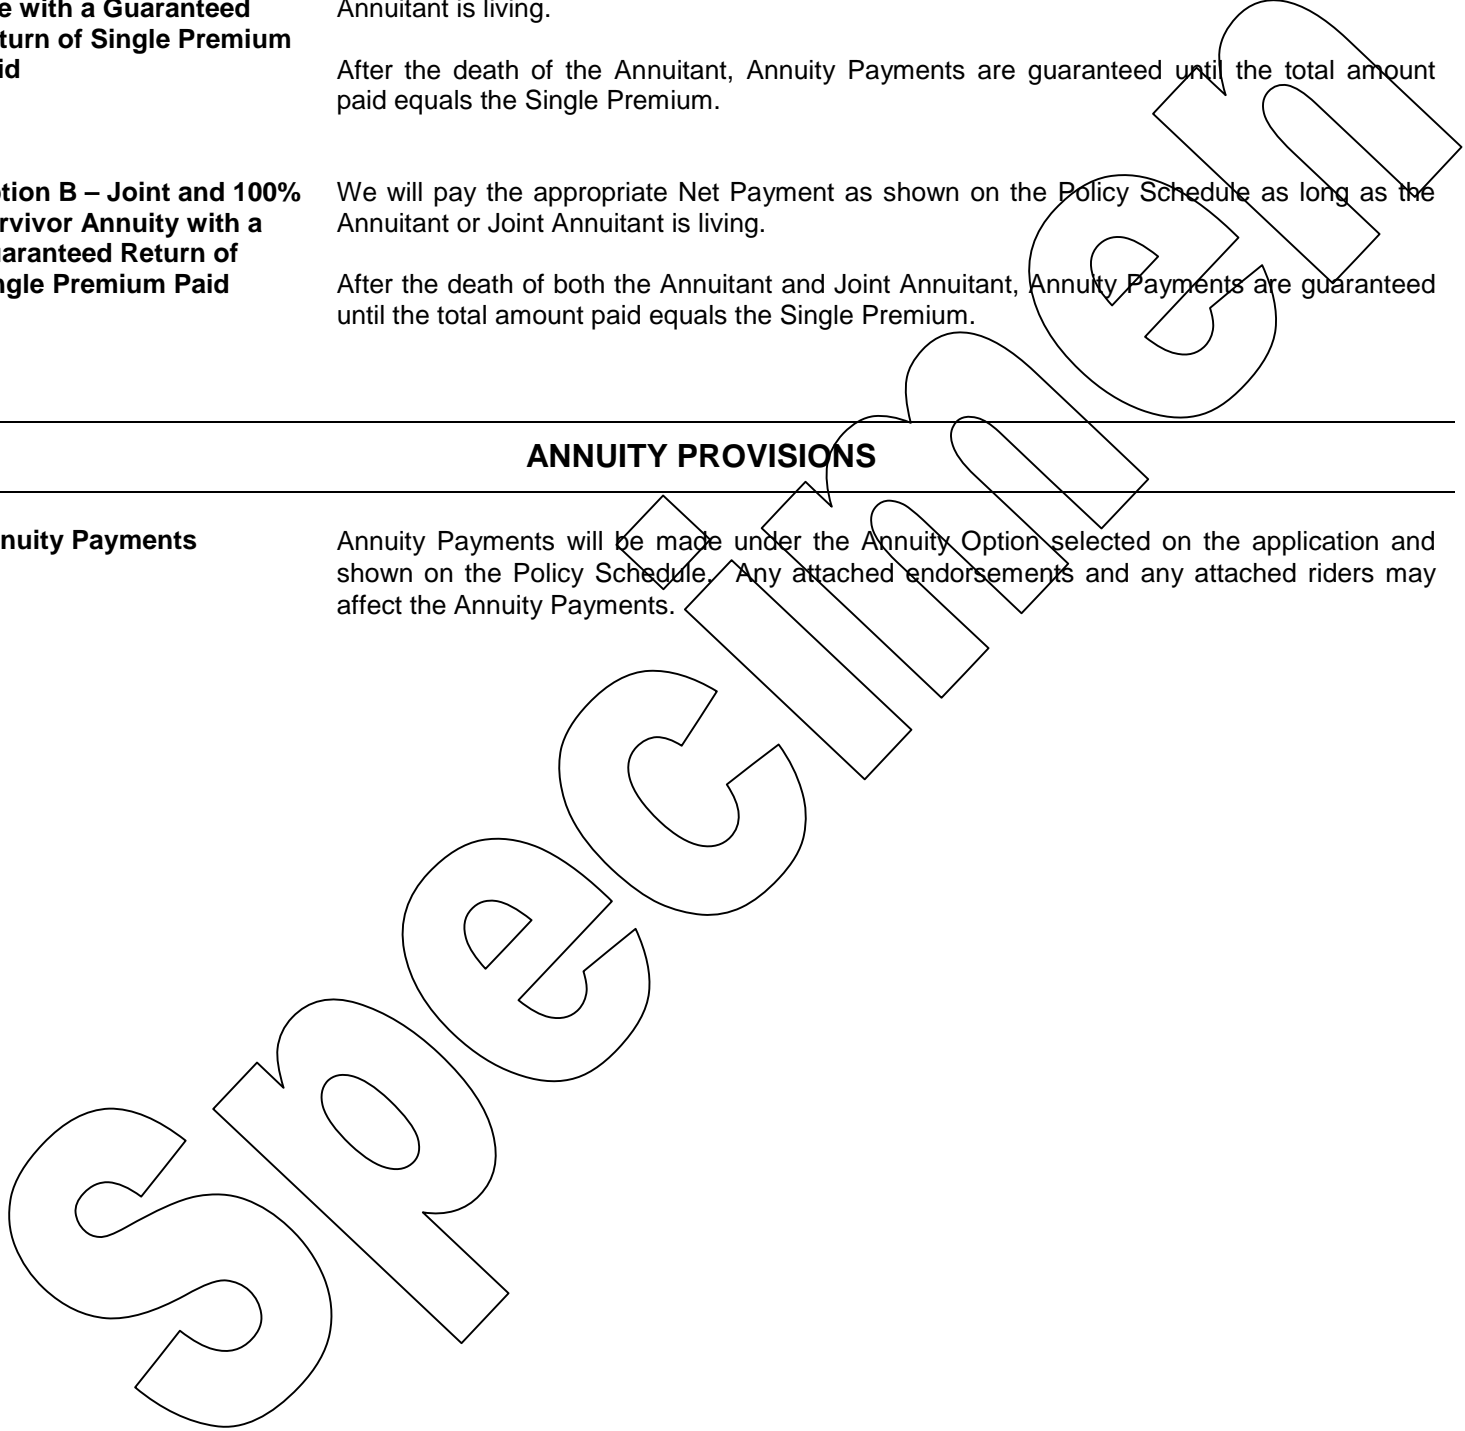 e with a Guaranteed
turn of Single Premium
id
Annuitant is living.
After the death of the Annuitant, Annuity Payments are guaranteed until the total amount
paid equals the Single Premium.
tion B – Joint and 100%
rvivor Annuity with a
aranteed Return of
ngle Premium Paid
We will pay the appropriate Net Payment as shown on the Policy Schedule as long as the
Annuitant or Joint Annuitant is living.
After the death of both the Annuitant and Joint Annuitant, Annuity Payments are guaranteed
until the total amount paid equals the Single Premium.
ANNUITY PROVISIONS
nuity Payments
Annuity Payments will be made under the Annuity Option selected on the application and
shown on the Policy Schedule. Any attached endorsements and any attached riders may
affect the Annuity Payments.
Specimen